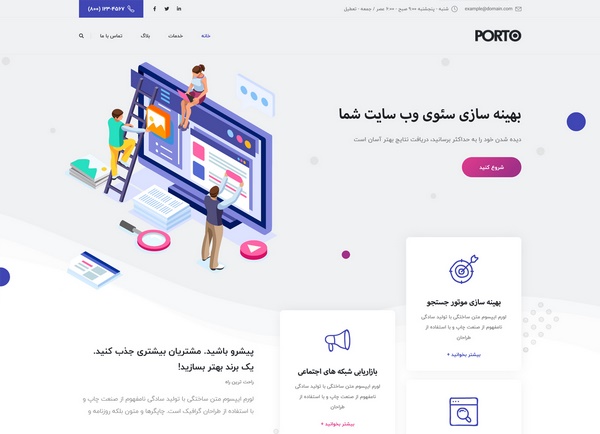 شنبه - پنجشنبه ۹:۰۰ صبح - ۶:۰۰ عصر / جمعه - تعطیل
example@domain.com
(۸۰۰) ۱۲۳-۴۵۶۷
PORTO
خانه
خدمات
بلاگ
تماس با ما
بهینه سازی سئوی وب سایت شما
دیده شدن خود را به حداکثر برسانید، دریافت نتایج بهتر آسان است
شروع کنید
بهینه سازی موتور جستجو
لورم ایپسوم متن ساختگی با تولید سادگی
نامفهوم از صنعت چاپ و با استفاده از
طراحان
بیشتر بخوانید +
بازاریابی شبکه های اجتماعی
لورم ایپسوم متن ساختگی با تولید سادگی
نامفهوم از صنعت چاپ و با استفاده از
طراحان.
بیشتر بخوانید +
پیشرو باشید. مشتریان بیشتری جذب کنید.
یک برند بهتر بسازید!
راحت ترین راه
لورم ایپسوم متن ساختگی با تولید سادگی نامفهوم از صنعت چاپ و
با استفاده از طراحان گرافیک است. چاپگرها و متون بلکه روزنامه و